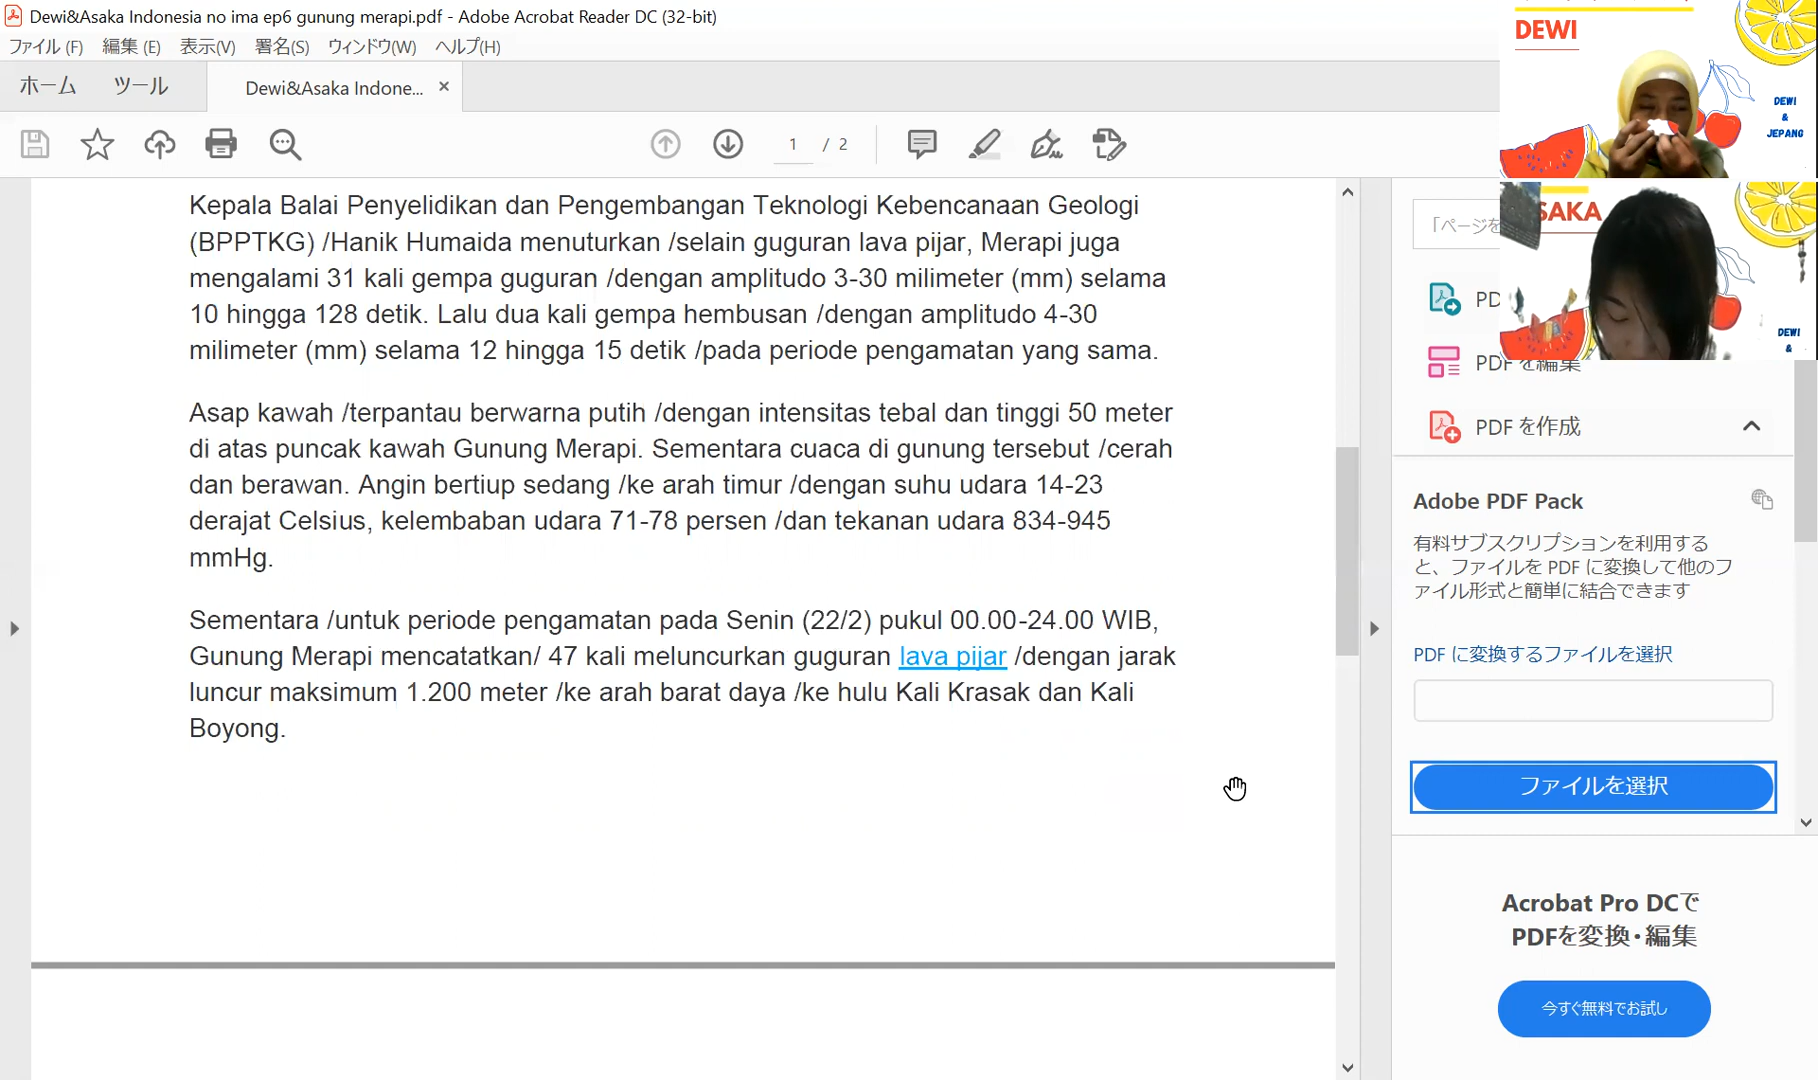 Dewi&Asaka Indonesia no ima ep6 gunung merapi.pdf - Adobe Acrobat Reader DC (32-bit)
ファイル(F) 編集(E) 表示(V) 署名(S) ウィンドウ(W) ヘルプ(H)
ホーム ツール Dewi&Asaka Indone... ×
1 / 2
Kepala Balai Penyelidikan dan Pengembangan Teknologi Kebencanaan Geologi
(BPPTKG) /Hanik Humaida menuturkan /selain guguran lava pijar, Merapi juga
mengalami 31 kali gempa guguran /dengan amplitudo 3-30 milimeter (mm) selama
10 hingga 128 detik. Lalu dua kali gempa hembusan /dengan amplitudo 4-30
milimeter (mm) selama 12 hingga 15 detik /pada periode pengamatan yang sama.
Asap kawah /terpantau berwarna putih /dengan intensitas tebal dan tinggi 50 meter
di atas puncak kawah Gunung Merapi. Sementara cuaca di gunung tersebut /cerah
dan berawan. Angin bertiup sedang /ke arah timur /dengan suhu udara 14-23
derajat Celsius, kelembaban udara 71-78 persen /dan tekanan udara 834-945
mmHg.
Sementara /untuk periode pengamatan pada Senin (22/2) pukul 00.00-24.00 WIB,
Gunung Merapi mencatatkan/ 47 kali meluncurkan guguran lava pijar /dengan jarak
luncur maksimum 1.200 meter /ke arah barat daya /ke hulu Kali Krasak dan Kali
Boyong.
DEWI
DEWI
&
JEPANG
SAKA
DEWI
&
「ページを
PD
PDF を編集
PDF を作成
Adobe PDF Pack
有料サブスクリプションを利用する
と、ファイルを PDF に変換して他のフ
ァイル形式と簡単に結合できます
PDF に変換するファイルを選択
ファイルを選択
Acrobat Pro DCで
PDFを変換・編集
今すぐ無料でお試し